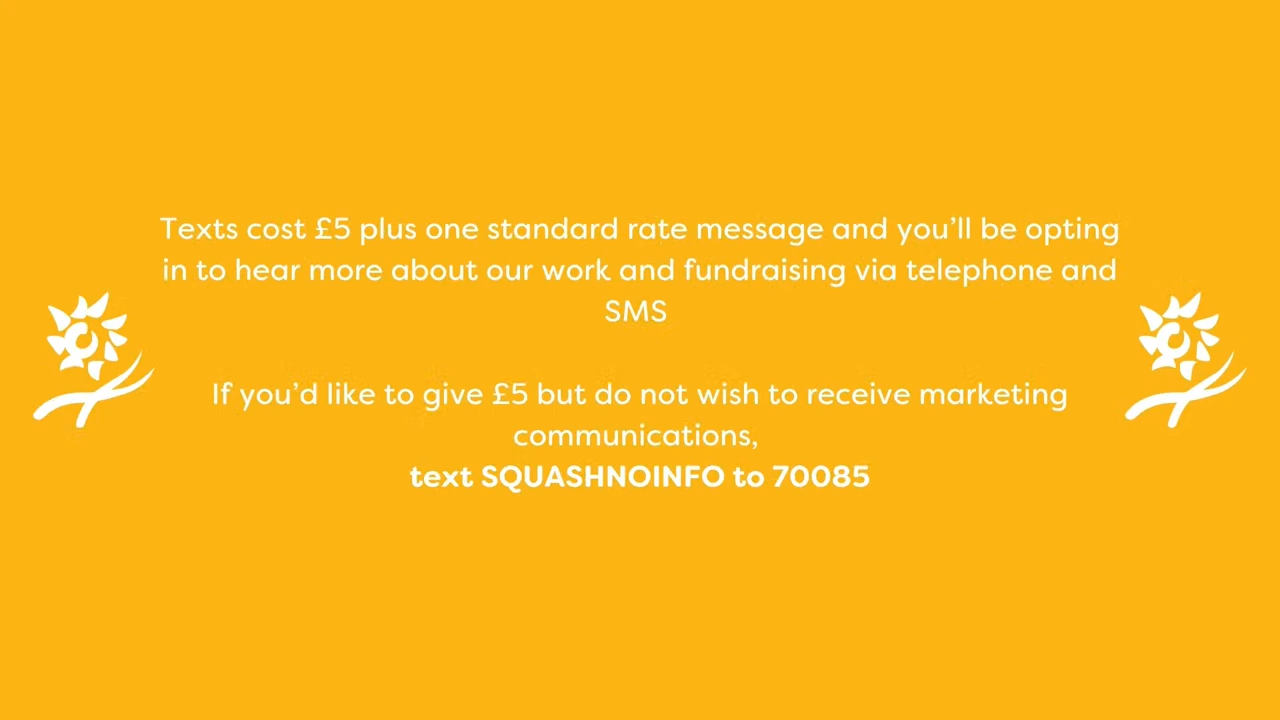 Texts cost £5 plus one standard rate message and you’ll be opting
in to hear more about our work and fundraising via telephone and
SMS
If you’d like to give £5 but do not wish to receive marketing
communications,
text SQUASHNOINFO to 70085